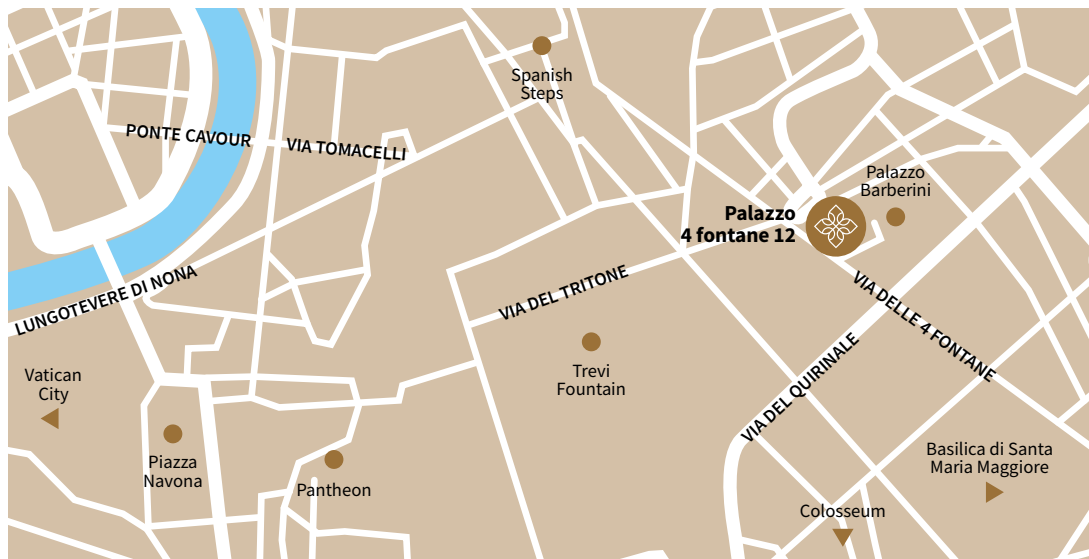 Spanish
Steps
PONTE CAVOUR
VIA TOMACELLI
Palazzo
Barberini
Palazzo
4 fontane 12
LUNGOTEVERE DI NONA
VIA DEL TRITONE
VIA DELLE 4 FONTANE
VIA DEL QUIRINALE
Trevi
Fountain
Vatican
City
Piazza
Navona
Pantheon
Basilica di Santa
Maria Maggiore
Colosseum